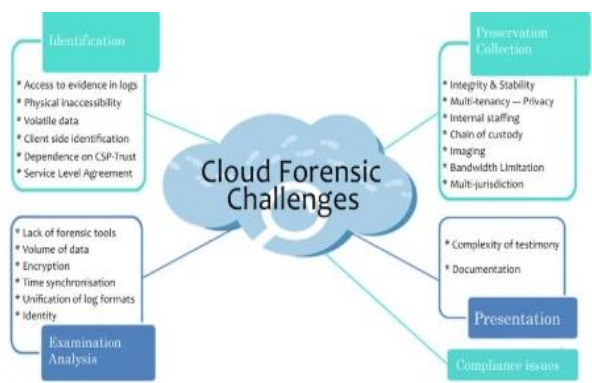 Identification
* Access to evidence in logs
* Physical inaccessibility
* Volatile data
* Client side identification
* Dependence on CSP-Trust
* Service Level Agreement
Preservation
Collection
* Integrity & Stability
* Multi-tenancy — Privacy
* Internal staffing
* Chain of custody
* Imaging
* Bandwidth Limitation
* Multi-jurisdiction
Cloud Forensic
Challenges
* Lack of forensic tools
* Volume of data
* Encryption
* Time synchronisation
* Unification of log formats
* Identity
Examination
Analysis
* Complexity of testimony
* Documentation
Presentation
Compliance issues